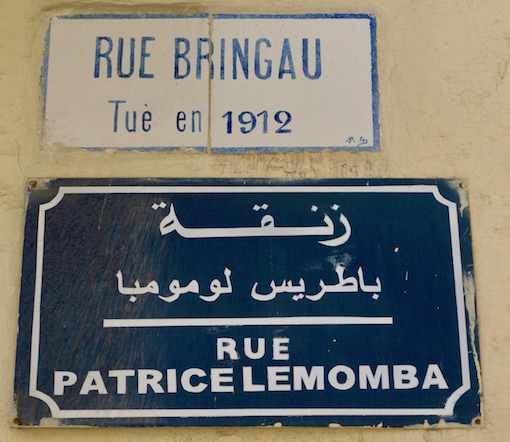 RUE BRINGAU
Tuè en 1912
زنقة
باطريس لومومبا
RUE
PATRICE LEMOMBA